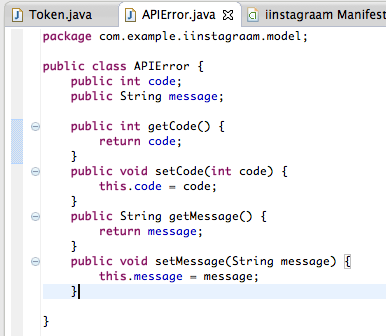 Token.java APIError.java iinstagraam Manifest
package com.example.iinstagraam.model;

public class APIError {
    public int code;
    public String message;

    public int getCode() {
        return code;
    }
    public void setCode(int code) {
        this.code = code;
    }
    public String getMessage() {
        return message;
    }
    public void setMessage(String message) {
        this.message = message;
    }

}